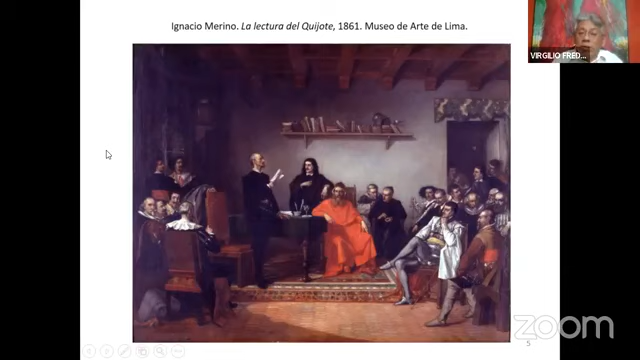 Ignacio Merino. La lectura del Quijote, 1861. Museo de Arte de Lima.
VIRGILIO FRED...
zoom
5